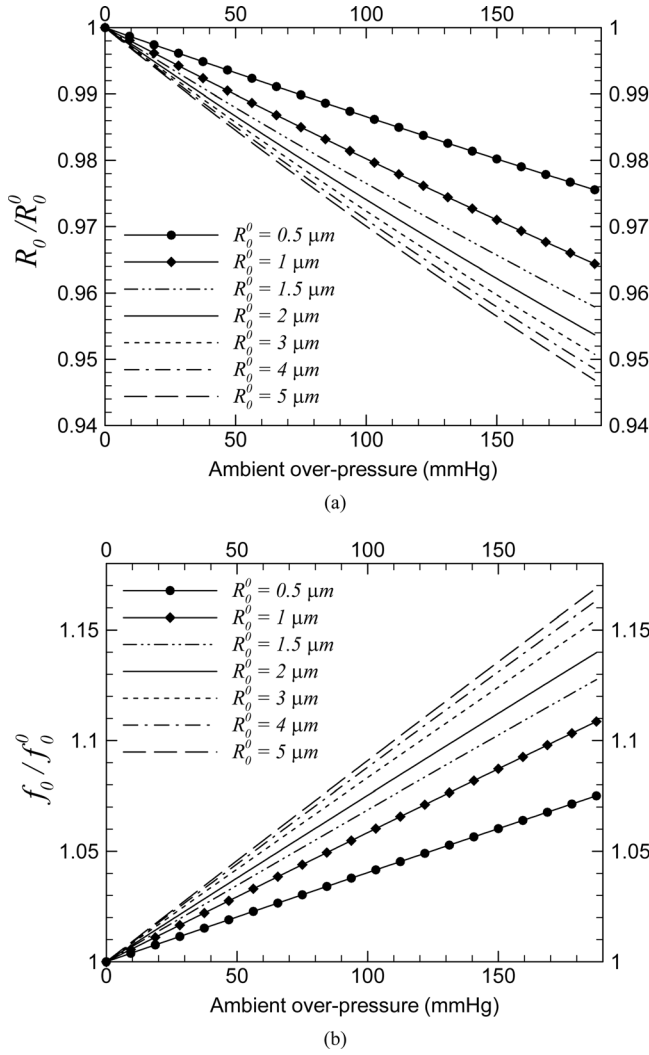 0 50 100 150
1 1
0.99 0.99
0.98 0.98
0.97 0.97
0.96 0.96
0.95 0.95
0.94 0.94
R₀/R₀⁰
R₀⁰ = 0.5 μm
R₀⁰ = 1 μm
R₀⁰ = 1.5 μm
R₀⁰ = 2 μm
R₀⁰ = 3 μm
R₀⁰ = 4 μm
R₀⁰ = 5 μm
0 50 100 150
Ambient over-pressure (mmHg)
(a)
0 50 100 150
R₀⁰ = 0.5 μm
R₀⁰ = 1 μm
R₀⁰ = 1.5 μm
R₀⁰ = 2 μm
R₀⁰ = 3 μm
R₀⁰ = 4 μm
R₀⁰ = 5 μm
1.15 1.15
1.1 1.1
1.05 1.05
1 1
f₀/f₀⁰
0 50 100 150
Ambient over-pressure (mmHg)
(b)